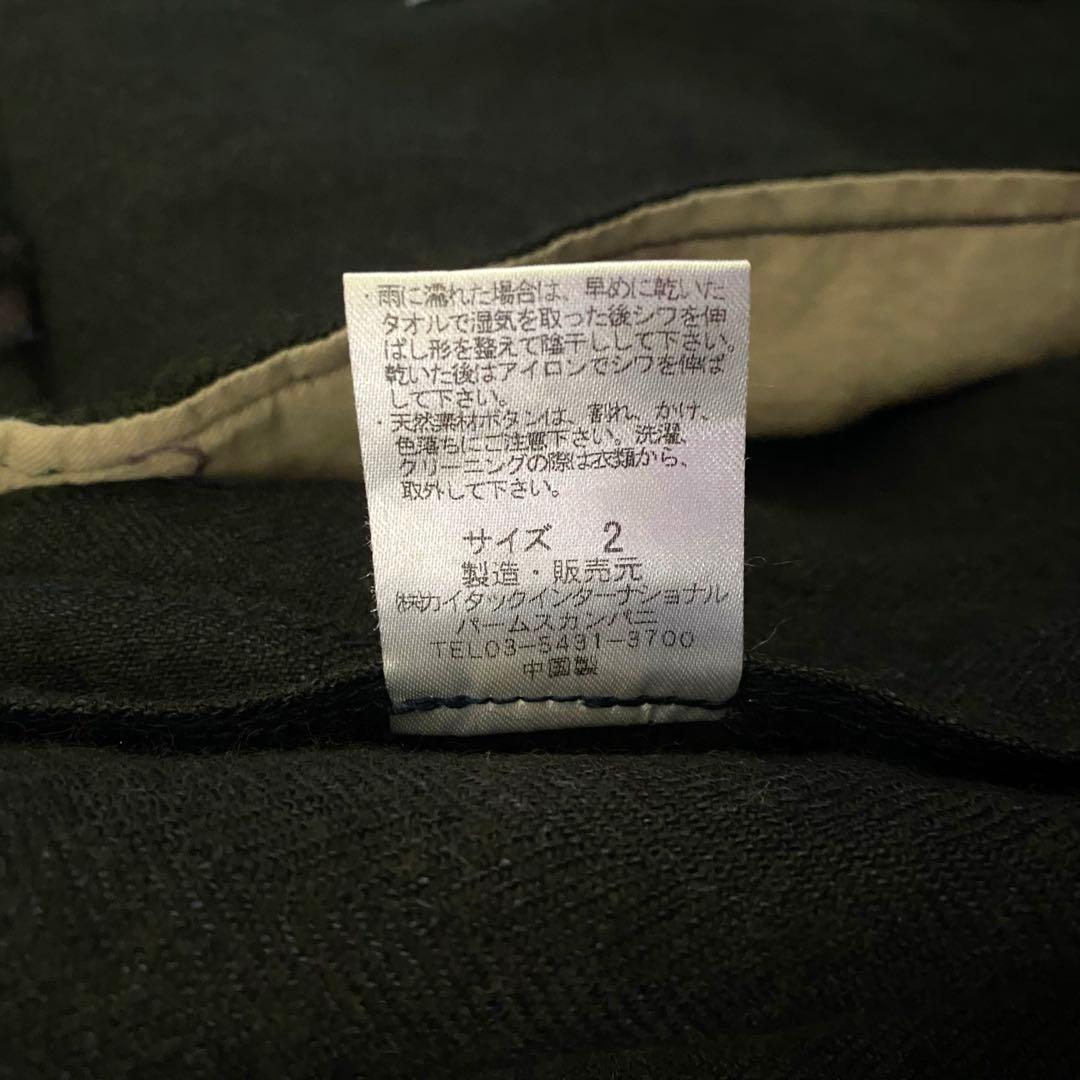 ・雨に濡れた場合は、早めに乾いた
タオルで湿気を取った後シワを伸
ばし形を整えて陰干しして下さい。
乾いた後はアイロンでシワを伸ば
して下さい。
・天然素材ボタンは、割れ、かけ、
色落ちにご注意下さい。洗濯、
クリーニングの際は衣類から、
取外して下さい。
サイズ 2
製造・販売元
㈱カイタックインターナショナル
パームスカンパニ
TEL03-5431-3700
中国製